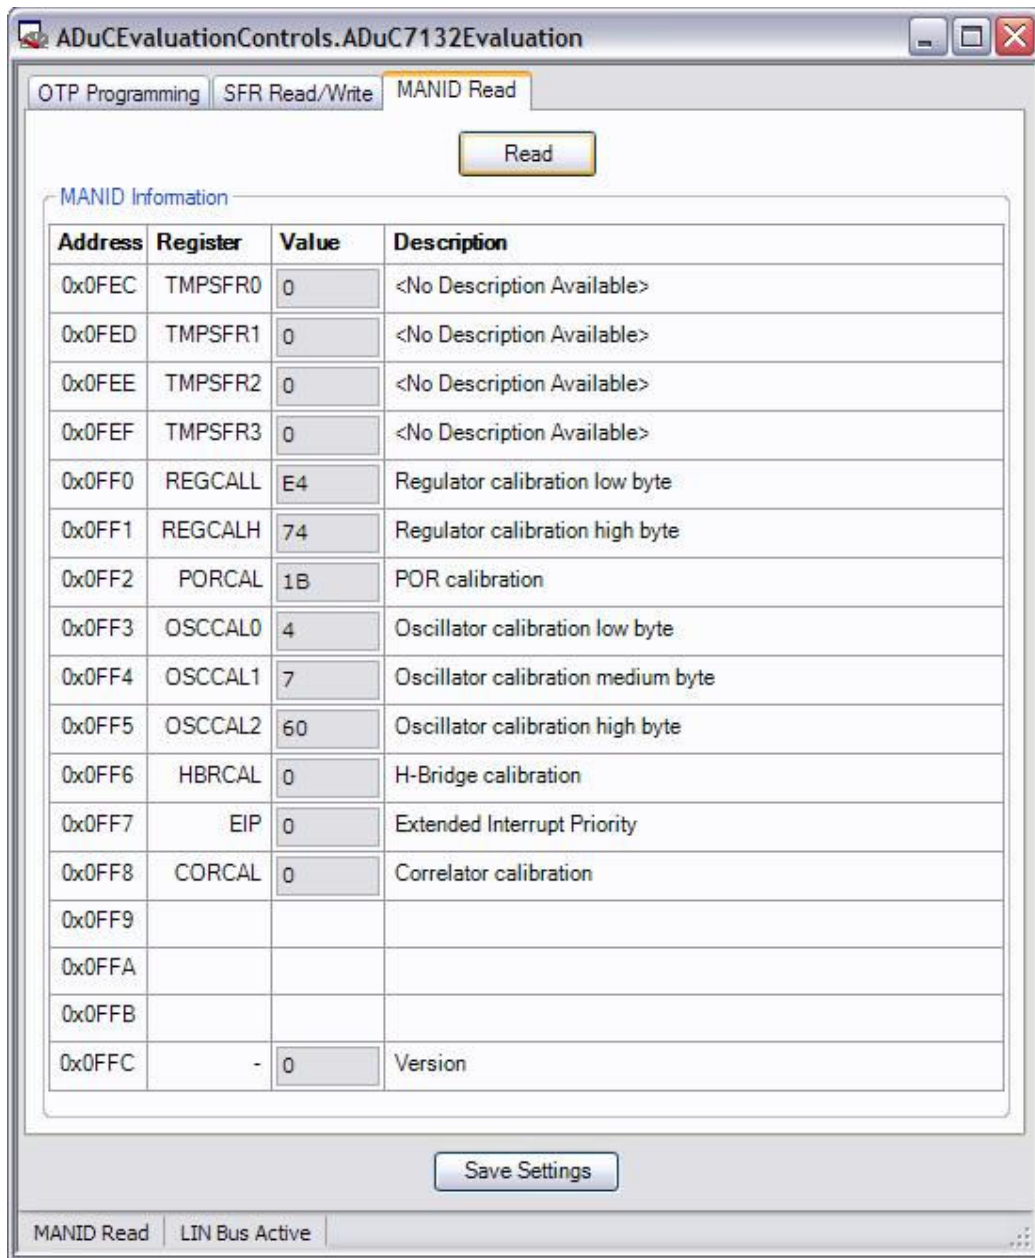 ADuCEvaluationControls.ADuC7132Evaluation
OTP Programming SFR Read/Write MANID Read
Read
MANID Information
Address Register Value Description
0x0FEC TMPSFR0 0 <No Description Available>
0x0FED TMPSFR1 0 <No Description Available>
0x0FEE TMPSFR2 0 <No Description Available>
0x0FEF TMPSFR3 0 <No Description Available>
0x0FF0 REGCALL E4 Regulator calibration low byte
0x0FF1 REGCALH 74 Regulator calibration high byte
0x0FF2 PORCAL 1B POR calibration
0x0FF3 OSCCAL0 4 Oscillator calibration low byte
0x0FF4 OSCCAL1 7 Oscillator calibration medium byte
0x0FF5 OSCCAL2 60 Oscillator calibration high byte
0x0FF6 HBRCAL 0 H-Bridge calibration
0x0FF7 EIP 0 Extended Interrupt Priority
0x0FF8 CORCAL 0 Correlator calibration
0x0FF9
0x0FFA
0x0FFB
0x0FFC - 0 Version
Save Settings
MANID Read LIN Bus Active